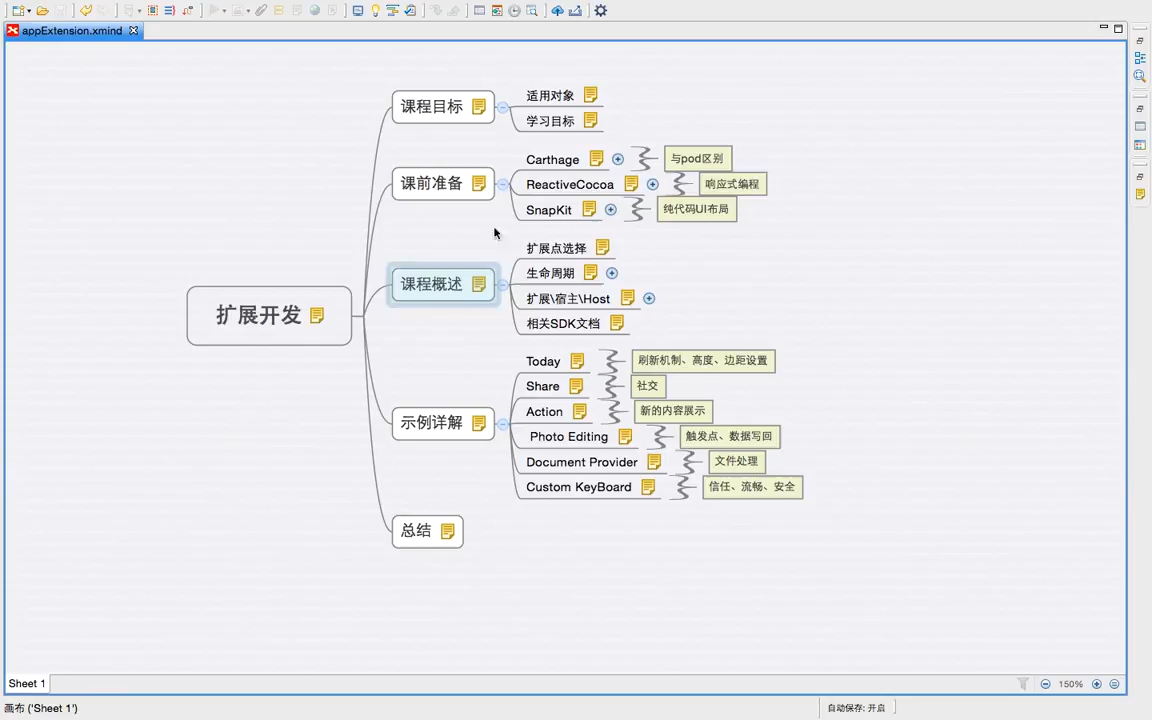 appExtension.xmind
课程目标
适用对象
学习目标
课前准备
Carthage
与pod区别
ReactiveCocoa
响应式编程
SnapKit
纯代码UI布局
扩展开发
课程概述
扩展点选择
生命周期
扩展\宿主\Host
相关SDK文档
示例详解
Today
刷新机制、高度、边距设置
Share
社交
Action
新的内容展示
Photo Editing
触发点、数据写回
Document Provider
文件处理
Custom KeyBoard
信任、流畅、安全
总结
Sheet 1
150%
画布 ('Sheet 1')
自动保存: 开启